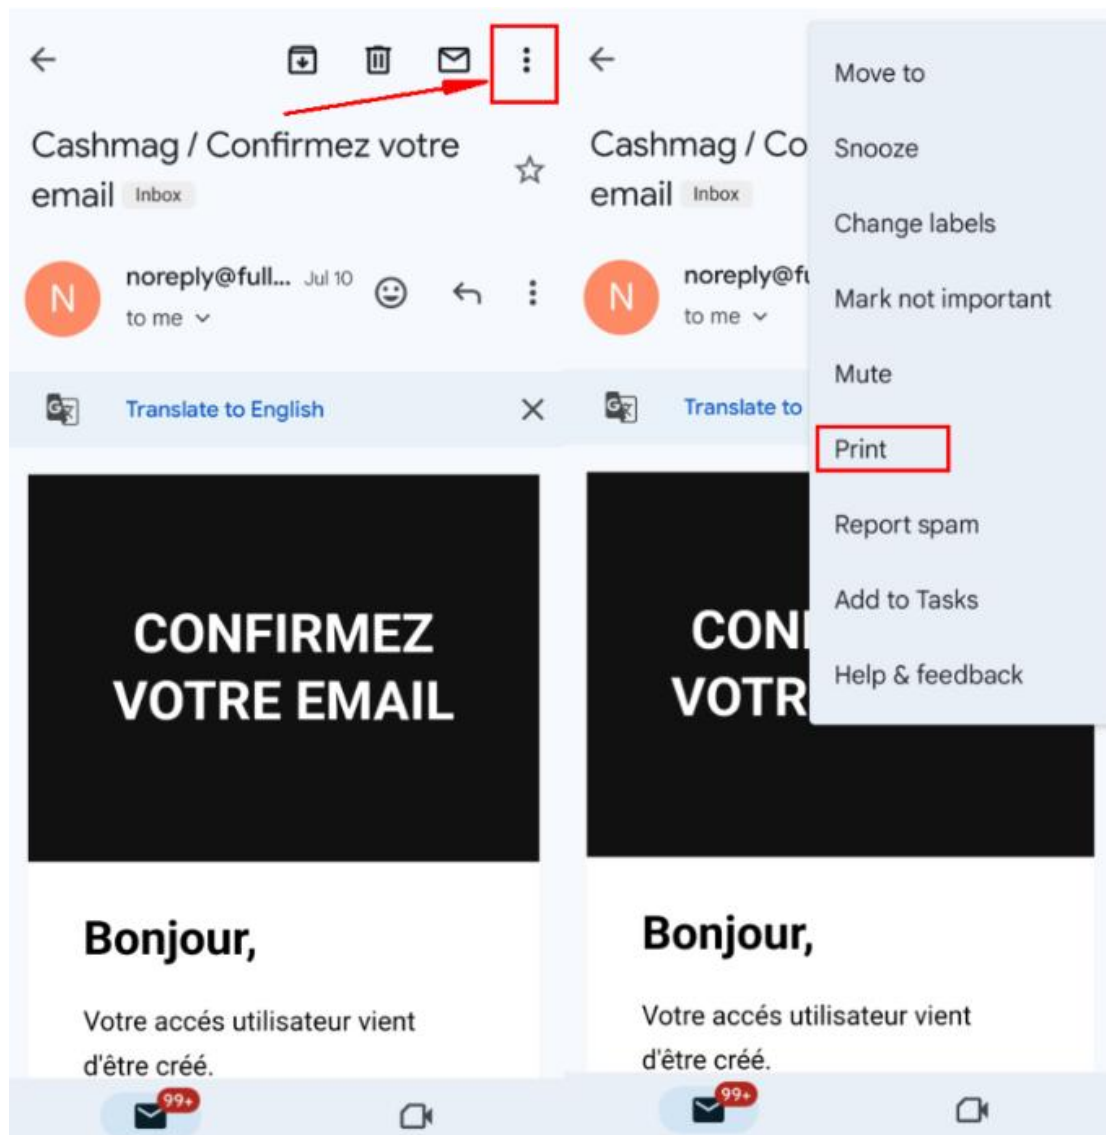 Cashmag / Confirmez votre
email Inbox
N
noreply@full... Jul 10
to me
Translate to English
CONFIRMEZ
VOTRE EMAIL
Bonjour,
Votre accés utilisateur vient
d'être créé.
99+
Cashmag / Co
email Inbox
N
noreply@fu
to me
Translate to
CON
VOTR
Bonjour,
Votre accés utilisateur vient
d'être créé.
99+
Move to
Snooze
Change labels
Mark not important
Mute
Print
Report spam
Add to Tasks
Help & feedback